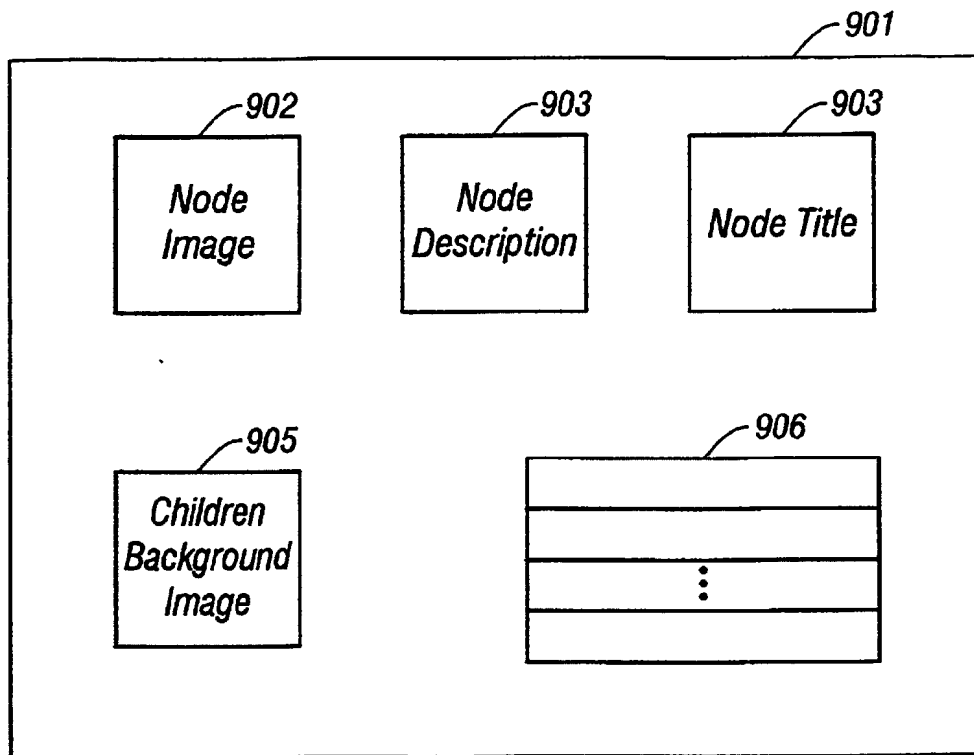 901
902
903
903
Node
Image
Node
Description
Node Title
905
906
Children
Background
Image